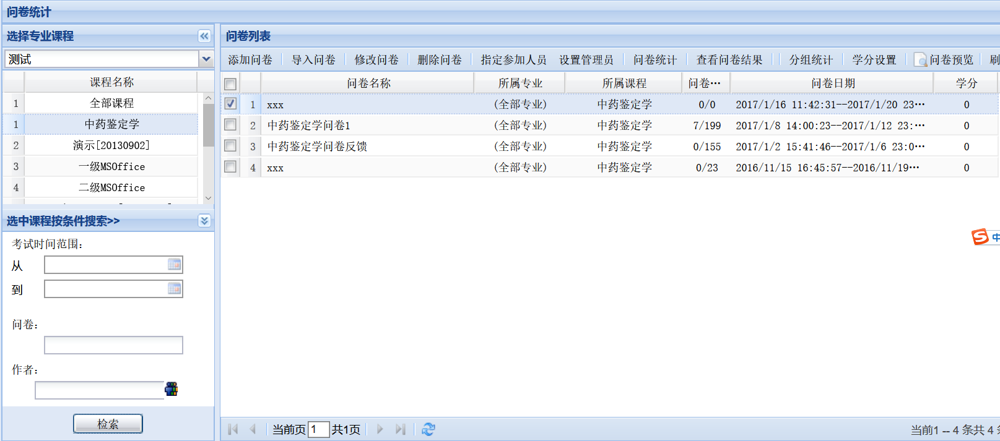 问卷统计
选择专业课程
测试
课程名称
1 全部课程
1 中药鉴定学
2 演示[20130902]
3 一级MSOffice
4 二级MSOffice
选中课程按条件搜索>>
考试时间范围:
从
到
问卷:
作者:
检索
问卷列表
添加问卷 导入问卷 修改问卷 删除问卷 指定参加人员 设置管理员 问卷统计 查看问卷结果 分组统计 学分设置 问卷预览 刷
问卷名称 所属专业 所属课程 问卷… 问卷日期 学分
1 xxx (全部专业) 中药鉴定学 0/0 2017/1/16 11:42:31--2017/1/20 23… 0
2 中药鉴定学问卷1 (全部专业) 中药鉴定学 7/199 2017/1/8 14:00:23--2017/1/12 23:… 0
3 中药鉴定学问卷反馈 (全部专业) 中药鉴定学 0/155 2017/1/2 15:41:46--2017/1/6 23:0… 0
4 xxx (全部专业) 中药鉴定学 0/23 2016/11/15 16:45:57--2016/11/19… 0
S 中
当前页 1 共1页
当前1 -- 4 条共 4 条